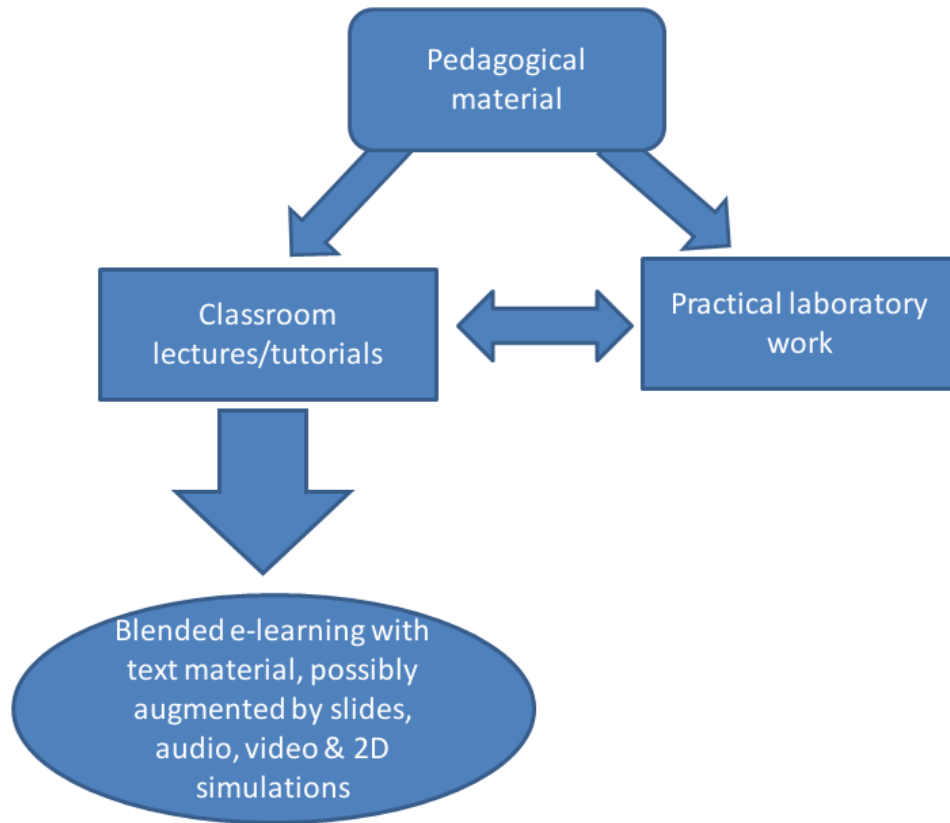 Pedagogical
material
Classroom
lectures/tutorials
Practical laboratory
work
Blended e-learning with
text material, possibly
augmented by slides,
audio, video & 2D
simulations